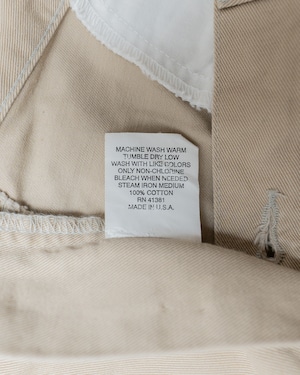 MACHINE WASH WARM
TUMBLE DRY LOW
WASH WITH LIKE COLORS
ONLY NON-CHLORINE
BLEACH WHEN NEEDED
STEAM IRON MEDIUM
100% COTTON
RN 41381
MADE IN U.S.A.